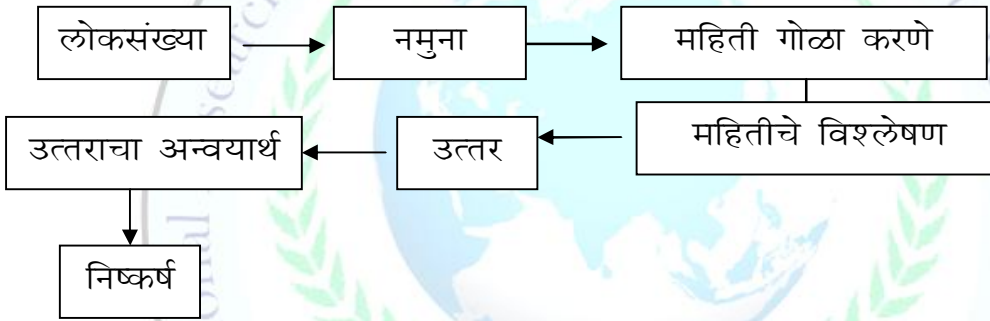 लोकसंख्या
नमुना
महिती गोळा करणे
महितीचे विश्लेषण
उत्तर
उत्तराचा अन्वयार्थ
निष्कर्ष